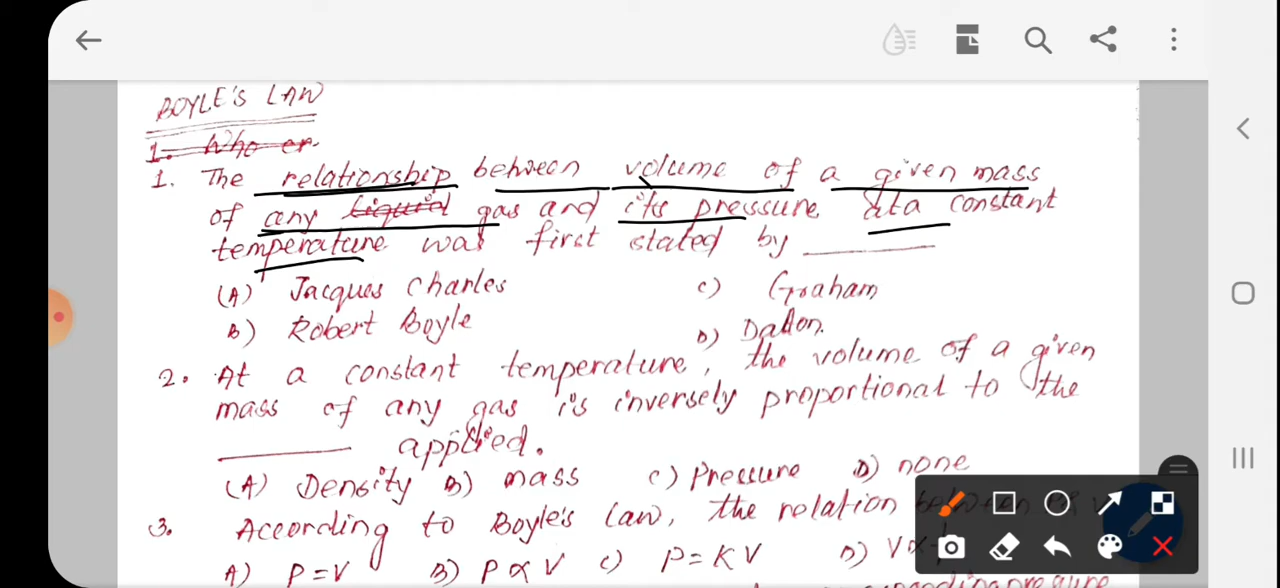 BOYLE'S LAW
1. Who er
1. The relationship between volume of a given mass
of any liquid gas and its pressure at a constant
temperature was first stated by
(A) Jacques Charles C) Graham
B) Robert Boyle D) Dalton.
2. At a constant temperature, the volume of a given
mass of any gas is inversely proportional to the
applied.
(A) Density B) mass C) Pressure D) none
3. According to Boyle's law, the relation
A) P=V B) P∝V C) P=KV D) V∝